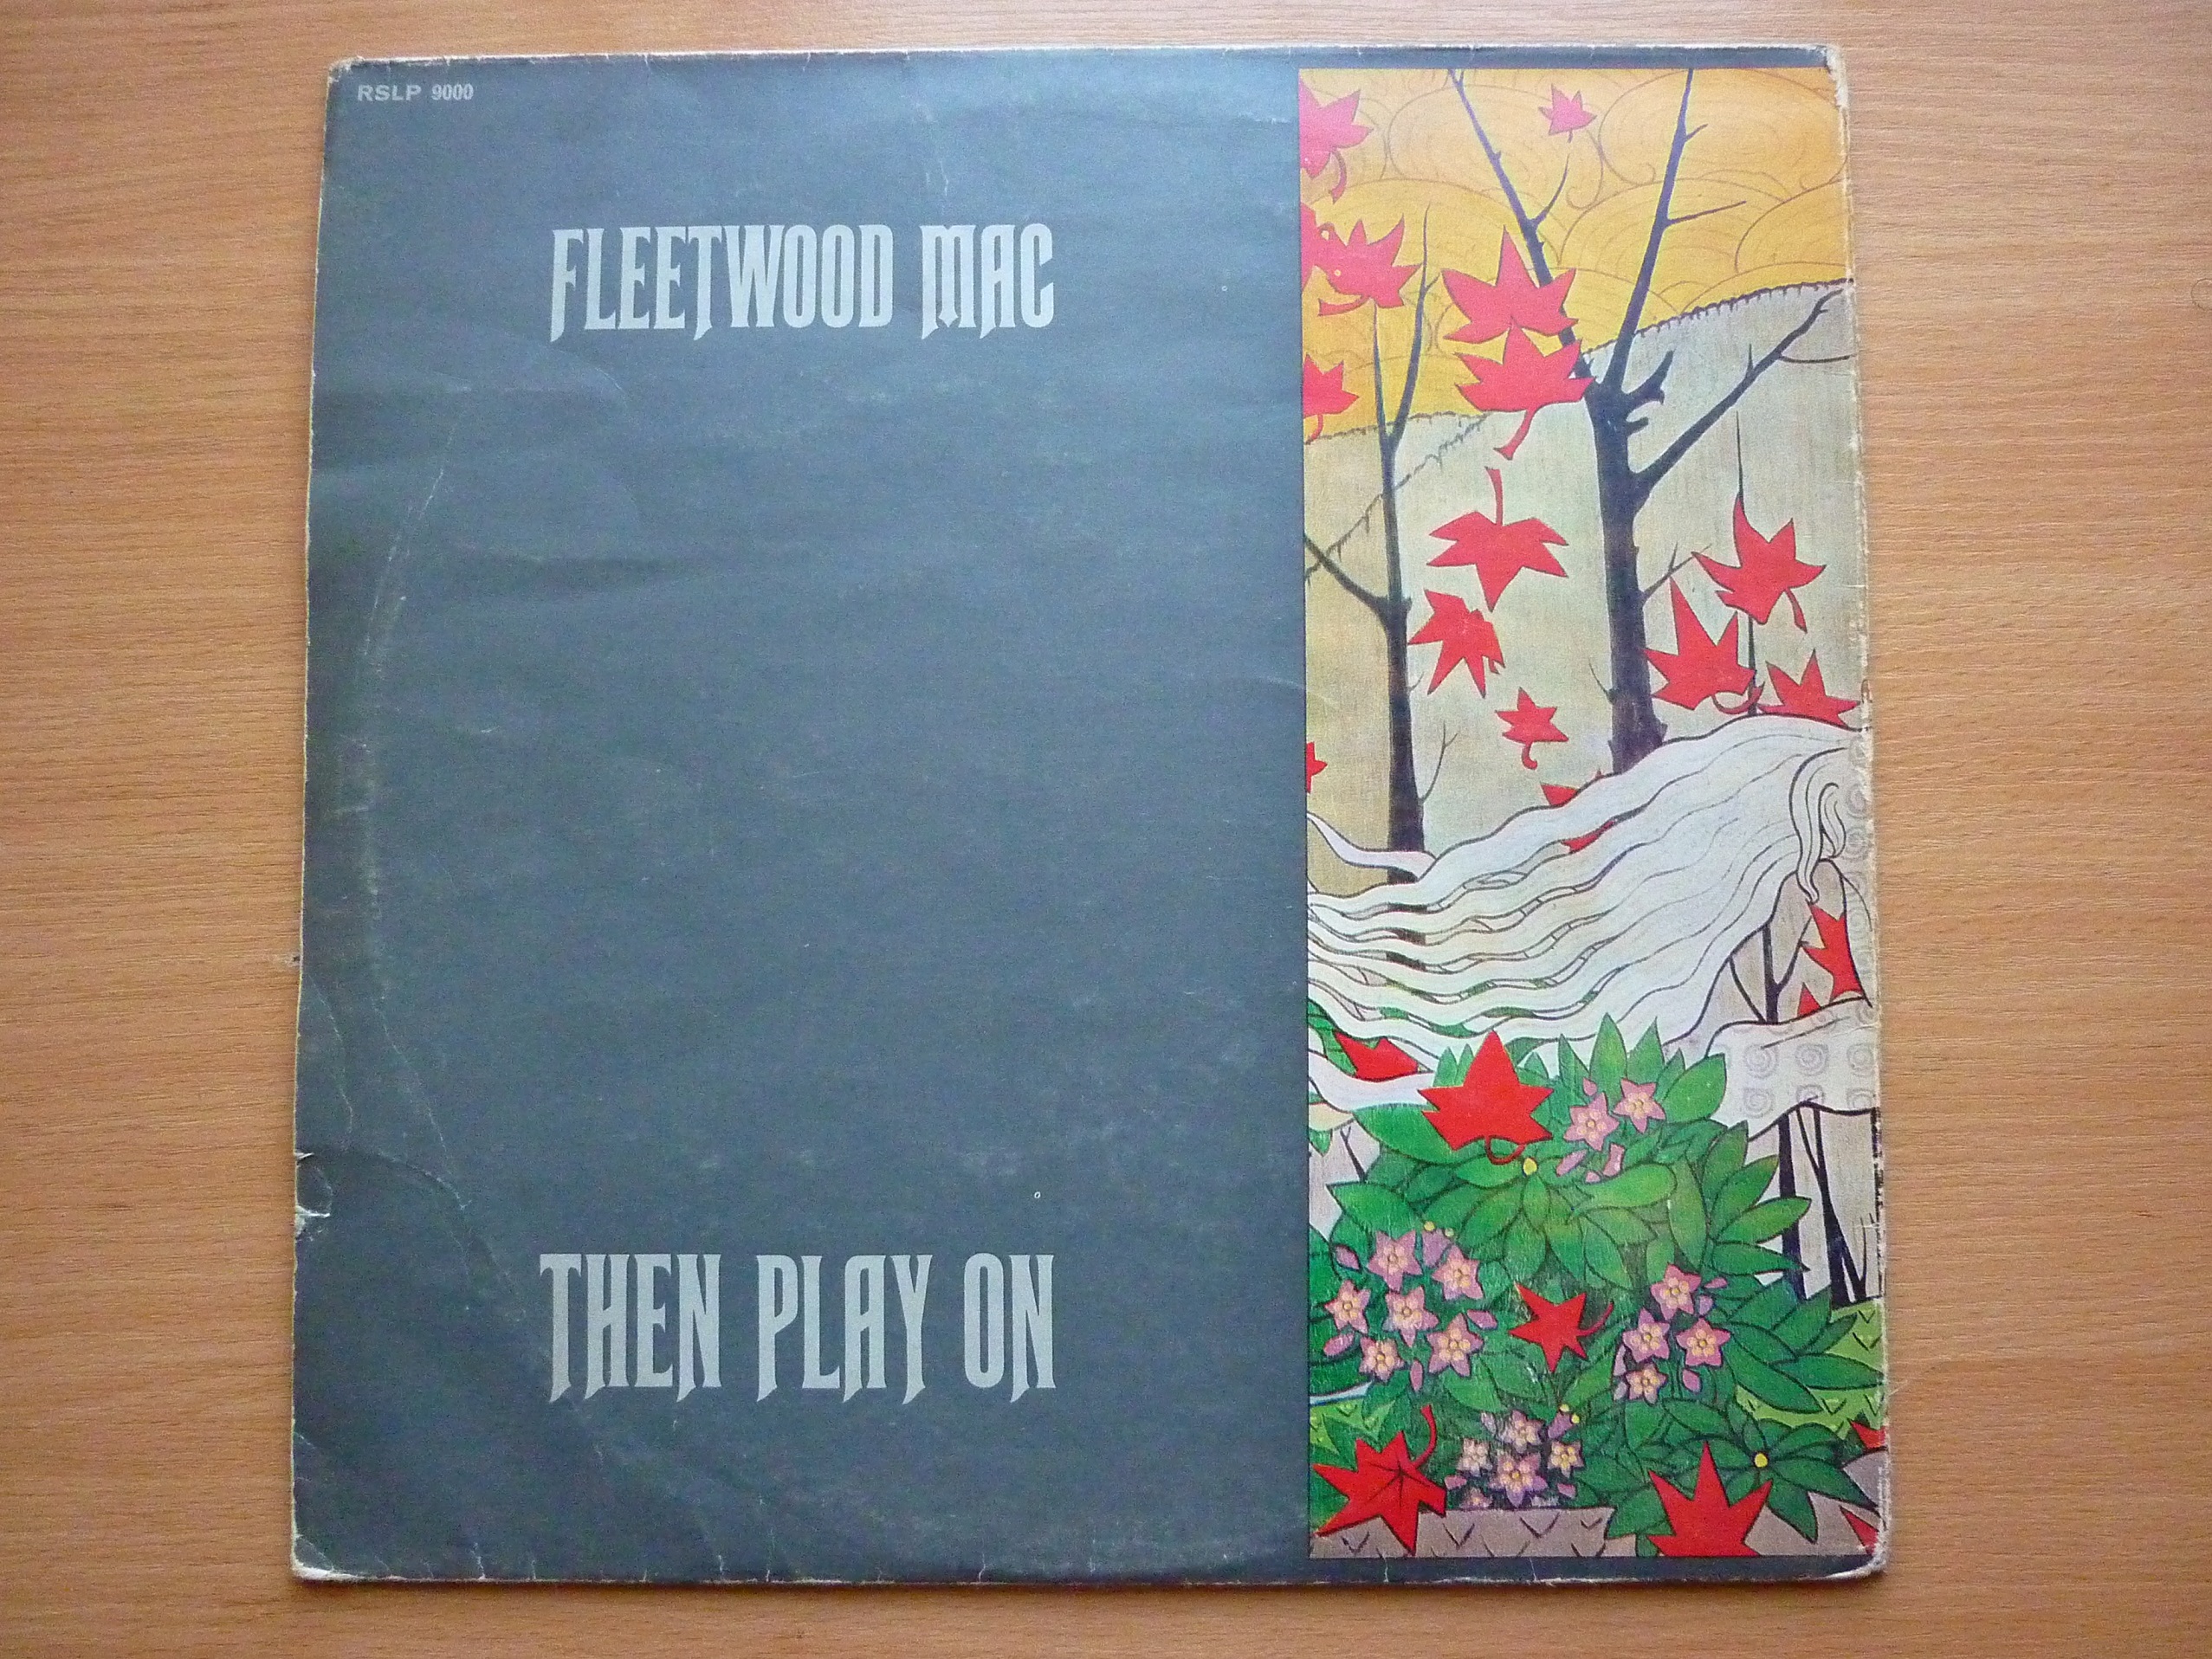 RSLP 9000
FLEETWOOD MAC
THEN PLAY ON